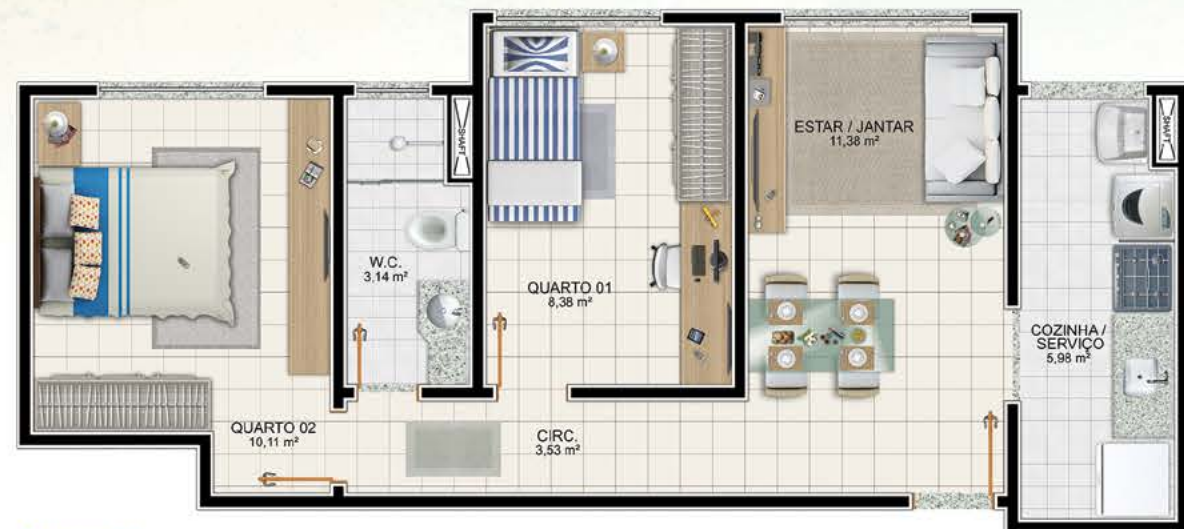 SHAFT
ESTAR / JANTAR
11,38 m²
SHAFT
W.C.
3,14 m²
QUARTO 01
8,38 m²
COZINHA /
SERVIÇO
5,98 m²
QUARTO 02
10,11 m²
CIRC.
3,53 m²